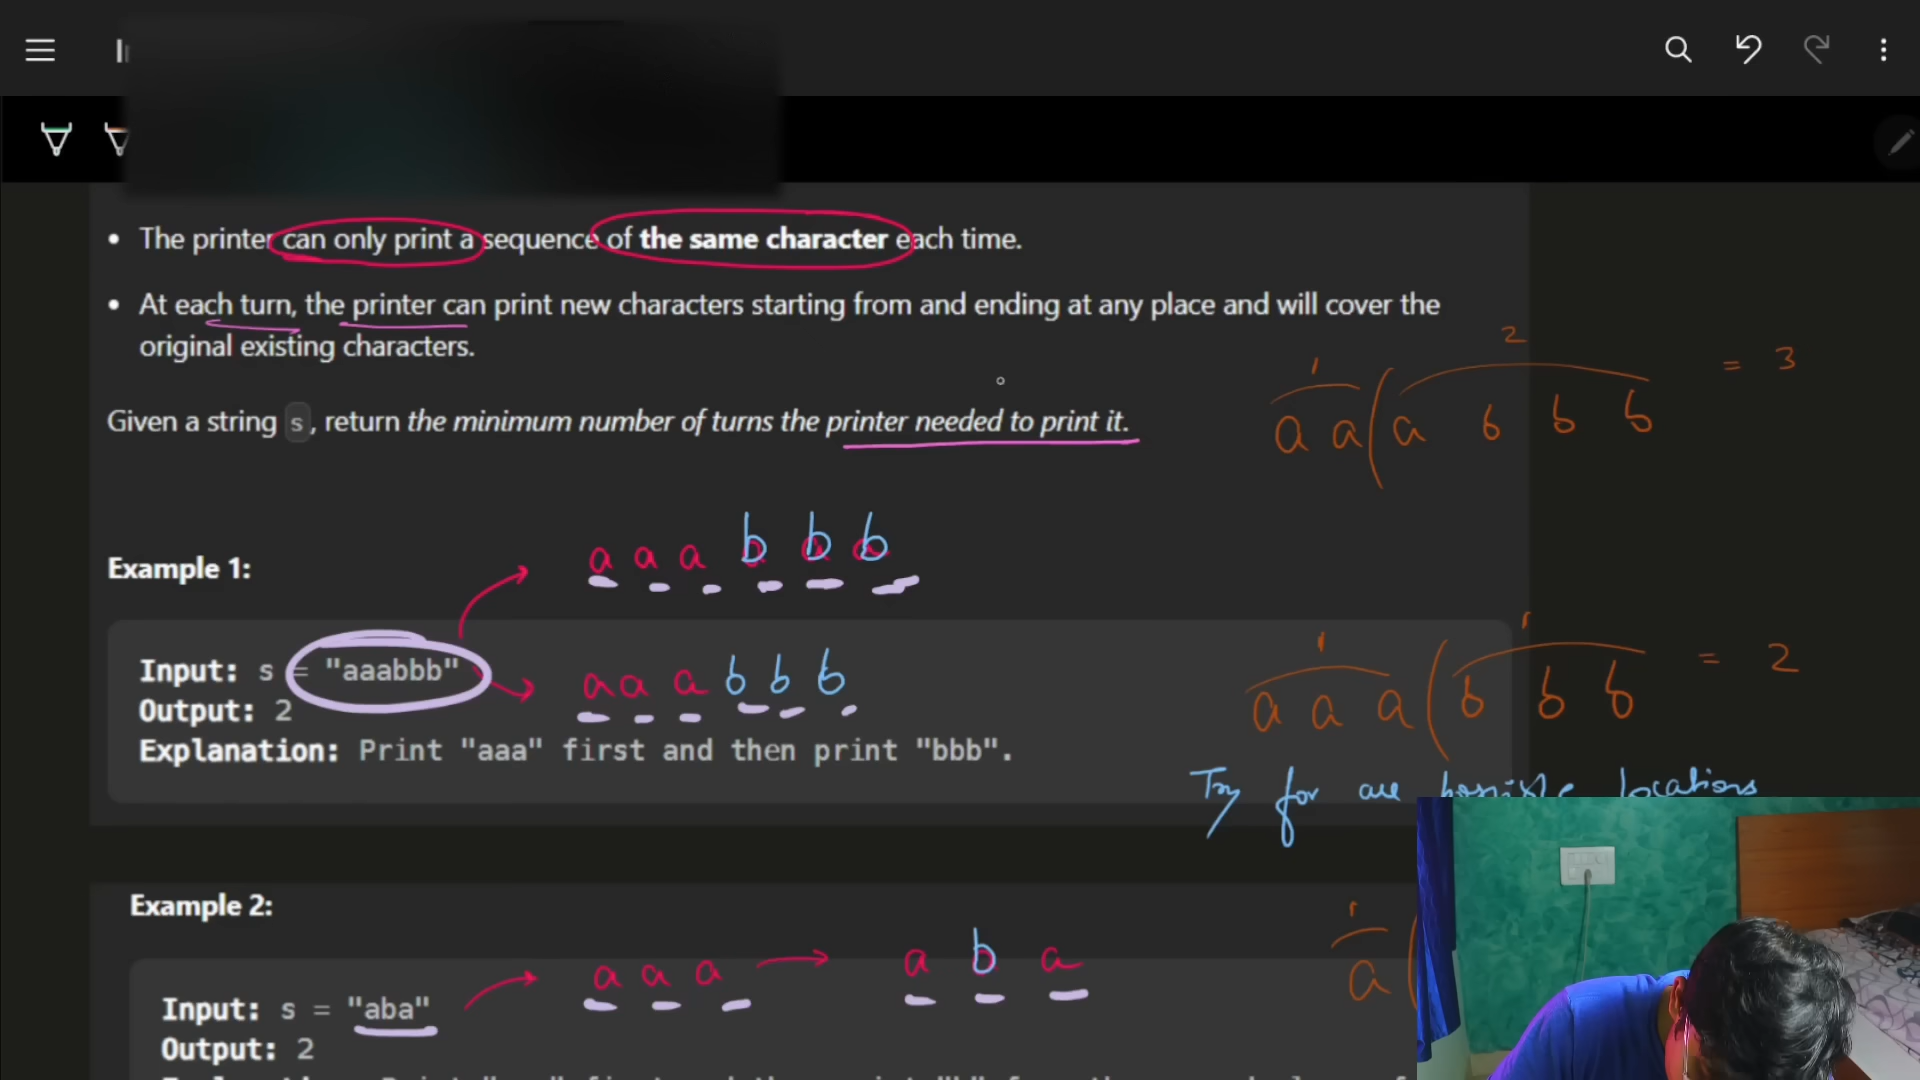 • The printer can only print a sequence of the same character each time.
• At each turn, the printer can print new characters starting from and ending at any place and will cover the
original existing characters.
2
1
= 3
a a ( a b b b
Given a string s, return the minimum number of turns the printer needed to print it.
a a a b b b
Example 1:
1 1
Input: s = "aaabbb"
a a a b b b
a a a ( b b b = 2
Output: 2
Explanation: Print "aaa" first and then print "bbb".
Try for all possible locations
Example 2:
1
a a a
a b a
a (
Input: s = "aba"
Output: 2